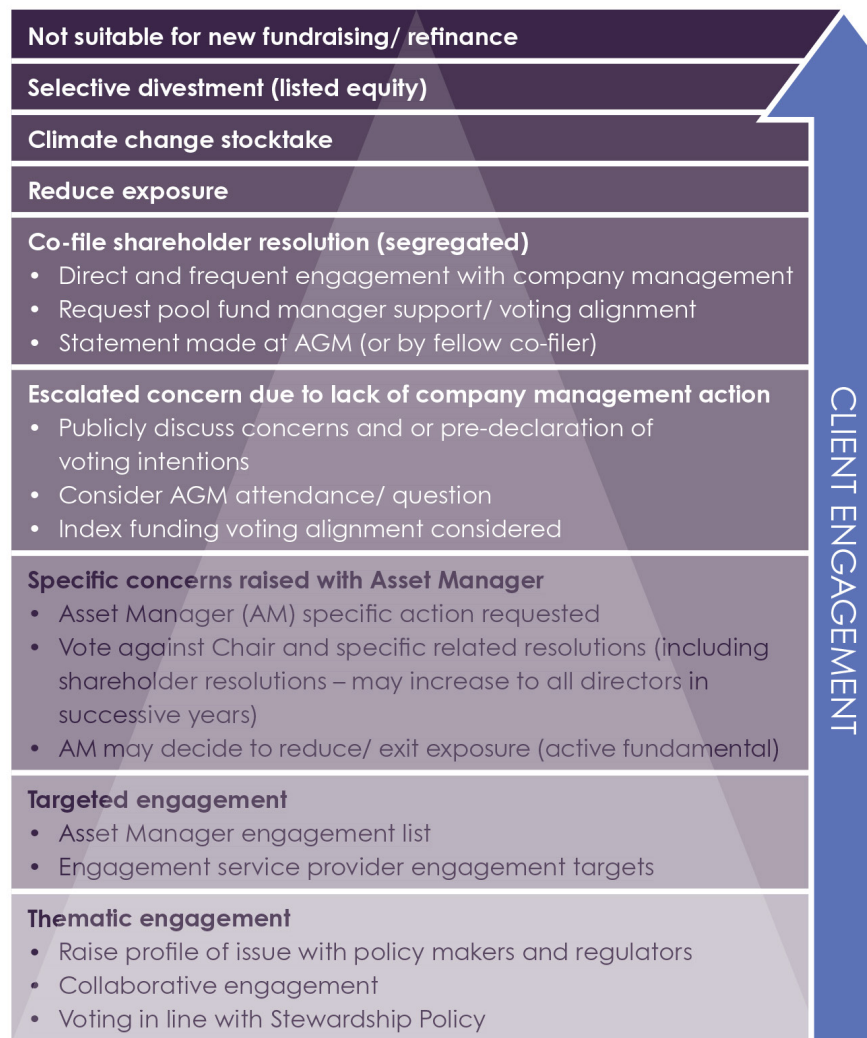 Not suitable for new fundraising/ refinance
Selective divestment (listed equity)
Climate change stocktake
Reduce exposure
Co-file shareholder resolution (segregated)
• Direct and frequent engagement with company management
• Request pool fund manager support/ voting alignment
• Statement made at AGM (or by fellow co-filer)
Escalated concern due to lack of company management action
• Publicly discuss concerns and or pre-declaration of
voting intentions
• Consider AGM attendance/ question
• Index funding voting alignment considered
Specific concerns raised with Asset Manager
• Asset Manager (AM) specific action requested
• Vote against Chair and specific related resolutions (including
shareholder resolutions – may increase to all directors in
successive years)
• AM may decide to reduce/ exit exposure (active fundamental)
Targeted engagement
• Asset Manager engagement list
• Engagement service provider engagement targets
Thematic engagement
• Raise profile of issue with policy makers and regulators
• Collaborative engagement
• Voting in line with Stewardship Policy
CLIENT ENGAGEMENT